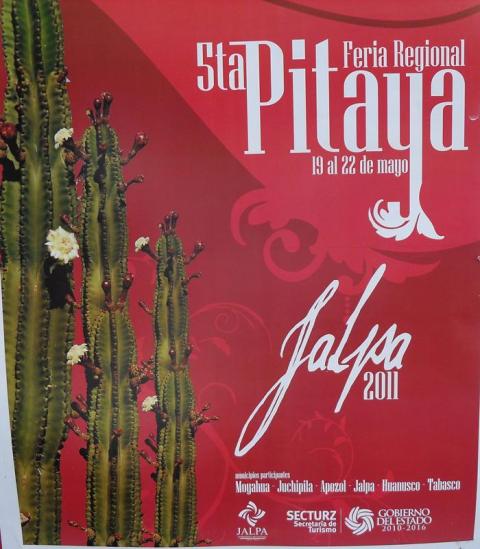 5ta Feria Regional
Pitaya
19 al 22 de mayo
Jalpa
2011
municipios participantes
Moyahua - Juchipila - Apozol - Jalpa - Huanusco - Tabasco
JALPA
SECTURZ
Secretaría de
Turismo
GOBIERNO
DEL ESTADO
2010-2016